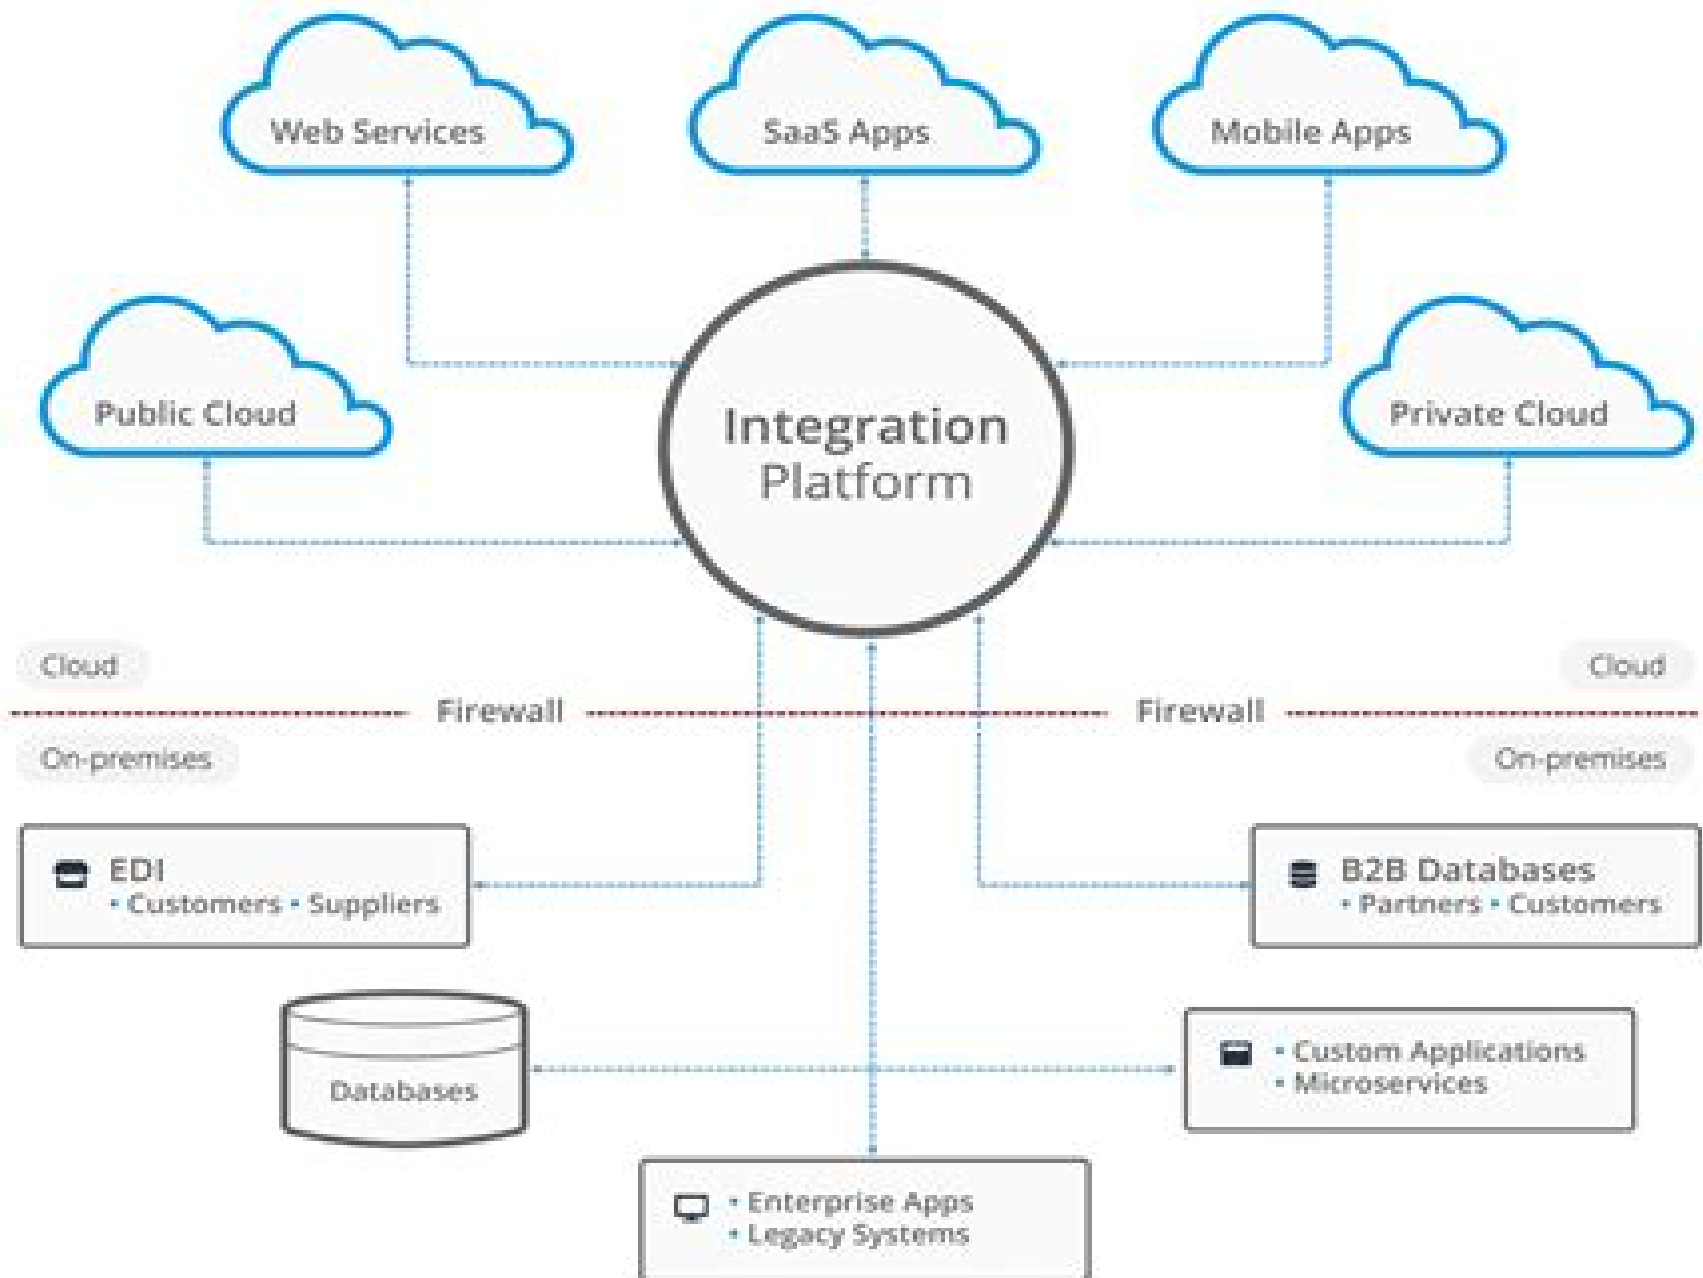 Web Services
SaaS Apps
Mobile Apps
Public Cloud
Integration
Platform
Private Cloud
Cloud
Cloud
Firewall
Firewall
On-premises
On-premises
EDI
• Customers • Suppliers
B2B Databases
• Partners • Customers
Databases
• Custom Applications
• Microservices
• Enterprise Apps
• Legacy Systems